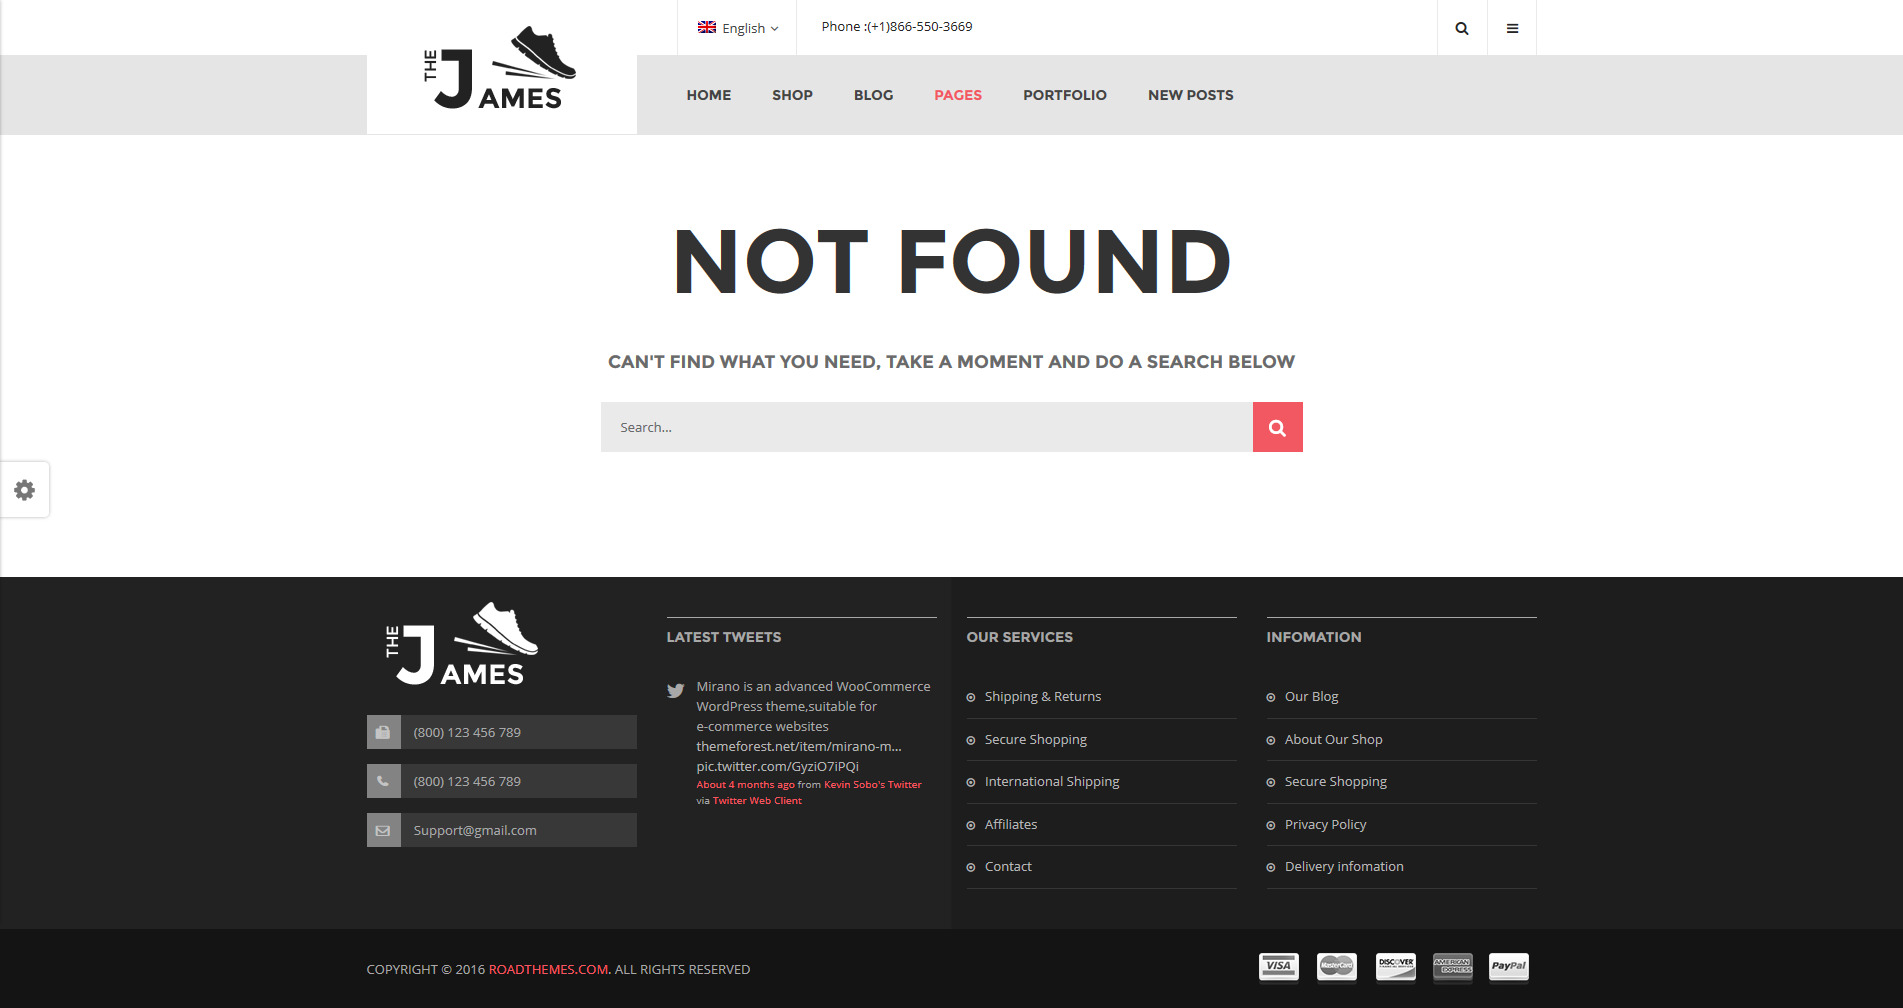 English
Phone :(+1)866-550-3669
THE JAMES
HOME SHOP BLOG PAGES PORTFOLIO NEW POSTS
NOT FOUND
CAN'T FIND WHAT YOU NEED, TAKE A MOMENT AND DO A SEARCH BELOW
Search...
THE JAMES
(800) 123 456 789
(800) 123 456 789
Support@gmail.com
LATEST TWEETS
Mirano is an advanced WooCommerce
WordPress theme,suitable for
e-commerce websites
themeforest.net/item/mirano-m...
pic.twitter.com/GyziO7iPQi
About 4 months ago from Kevin Sobo's Twitter
via Twitter Web Client
OUR SERVICES
Shipping & Returns
Secure Shopping
International Shipping
Affiliates
Contact
INFOMATION
Our Blog
About Our Shop
Secure Shopping
Privacy Policy
Delivery infomation
COPYRIGHT © 2016 ROADTHEMES.COM. ALL RIGHTS RESERVED
VISA MasterCard DISCOVER AMERICAN EXPRESS PayPal